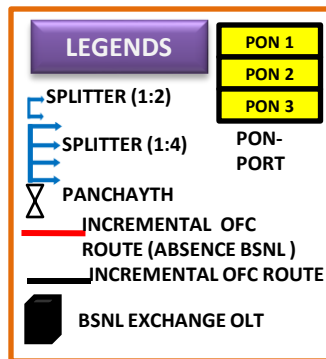 LEGENDS
PON 1
PON 2
PON 3
PON-
PORT
SPLITTER (1:2)
SPLITTER (1:4)
PANCHAYTH
INCREMENTAL OFC
ROUTE (ABSENCE BSNL )
INCREMENTAL OFC ROUTE
BSNL EXCHANGE OLT